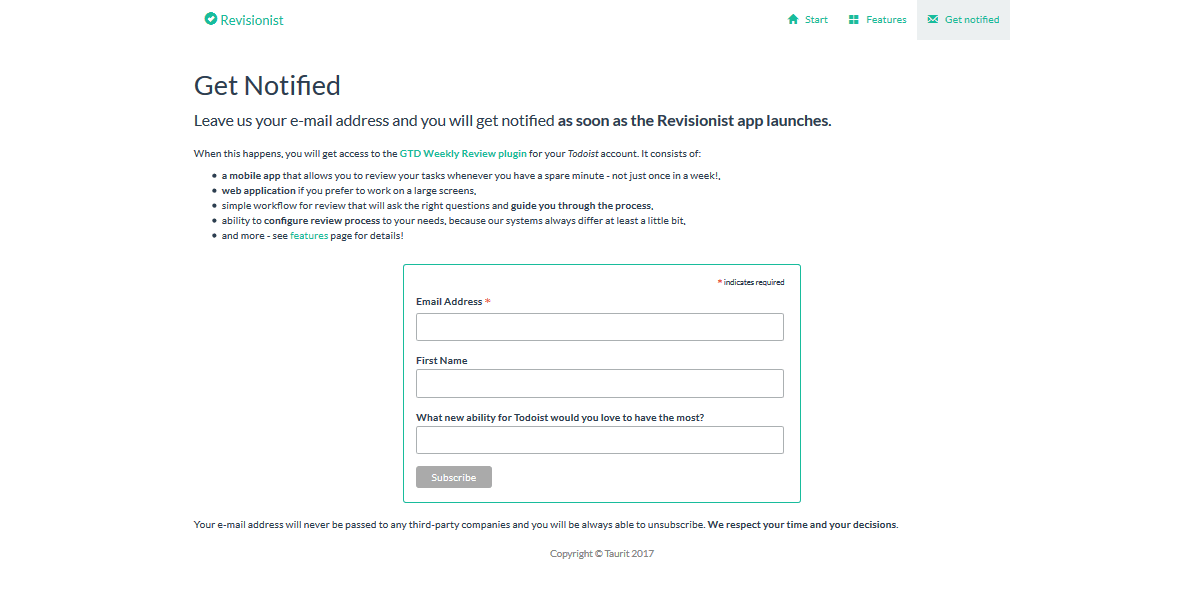 Revisionist
Start
Features
Get notified
Get Notified
Leave us your e-mail address and you will get notified as soon as the Revisionist app launches.
When this happens, you will get access to the GTD Weekly Review plugin for your Todoist account. It consists of:
a mobile app that allows you to review your tasks whenever you have a spare minute - not just once in a week!,
web application if you prefer to work on a large screens,
simple workflow for review that will ask the right questions and guide you through the process,
ability to configure review process to your needs, because our systems always differ at least a little bit,
and more - see features page for details!
* indicates required
Email Address *
First Name
What new ability for Todoist would you love to have the most?
Subscribe
Your e-mail address will never be passed to any third-party companies and you will be always able to unsubscribe. We respect your time and your decisions.
Copyright © Taurit 2017